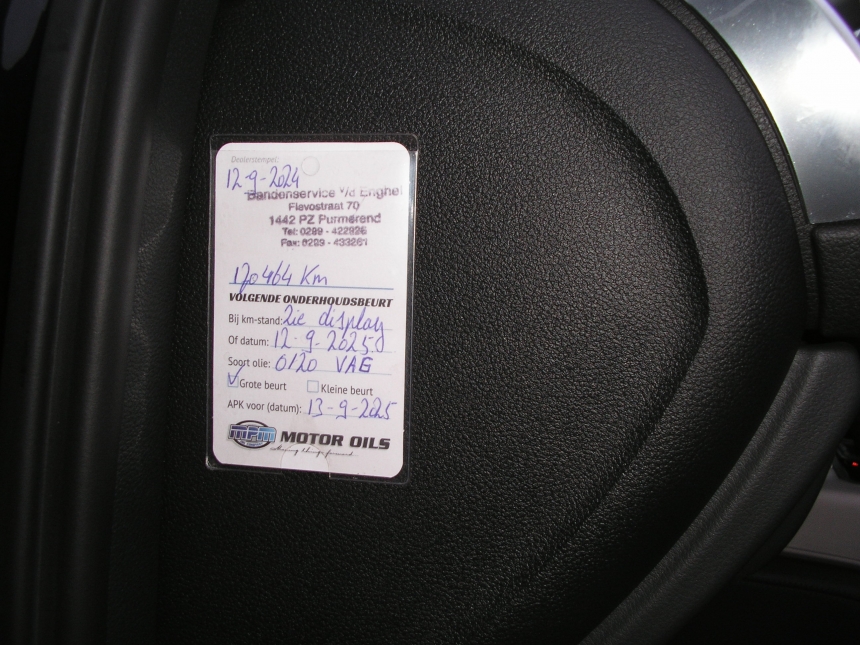 Dealerstempel:
12-9-2024
Bandenservice v/d Enghel
Flevostraat 70
1442 PZ Purmerend
Tel: 0299 - 422926
Fax: 0299 - 433261
170464 Km
VOLGENDE ONDERHOUDSBEURT
Bij km-stand: Zie display
Of datum: 12-9-2025
Soort olie: 0/20 VAG
Grote beurt Kleine beurt
APK voor (datum): 13-9-2025
MPM MOTOR OILS